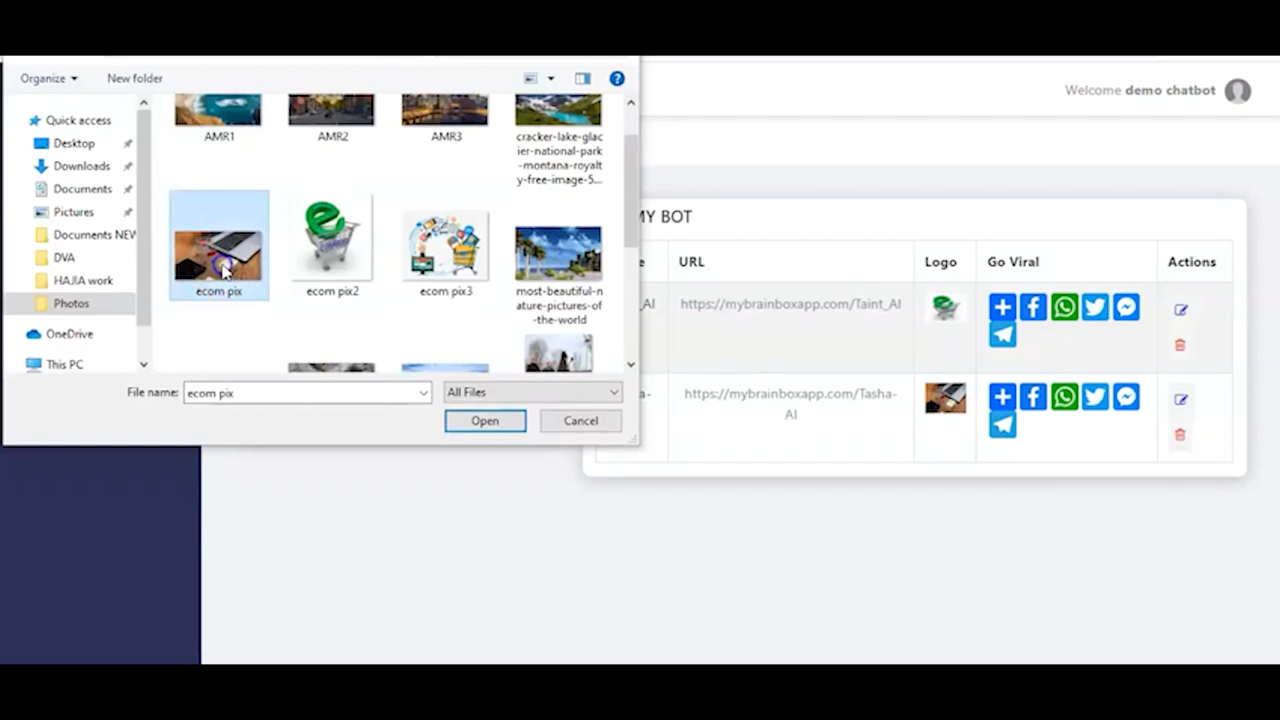 Organize
New folder
Welcome demo chatbot
Quick access
Desktop
Downloads
Documents
Pictures
Documents NEW
DVA
HAJIA work
Photos
OneDrive
This PC
AMR1
AMR2
AMR3
cracker-lake-glac
ier-national-park
-montana-royalt
y-free-image-5...
ecom pix
ecom pix2
ecom pix3
most-beautiful-n
ature-pictures-of
-the-world
File name:
ecom pix
All Files
Open
Cancel
MY BOT
URL
Logo
Go Viral
Actions
_AI
https://mybrainboxapp.com/Taint_AI
a-
https://mybrainboxapp.com/Tasha-
AI